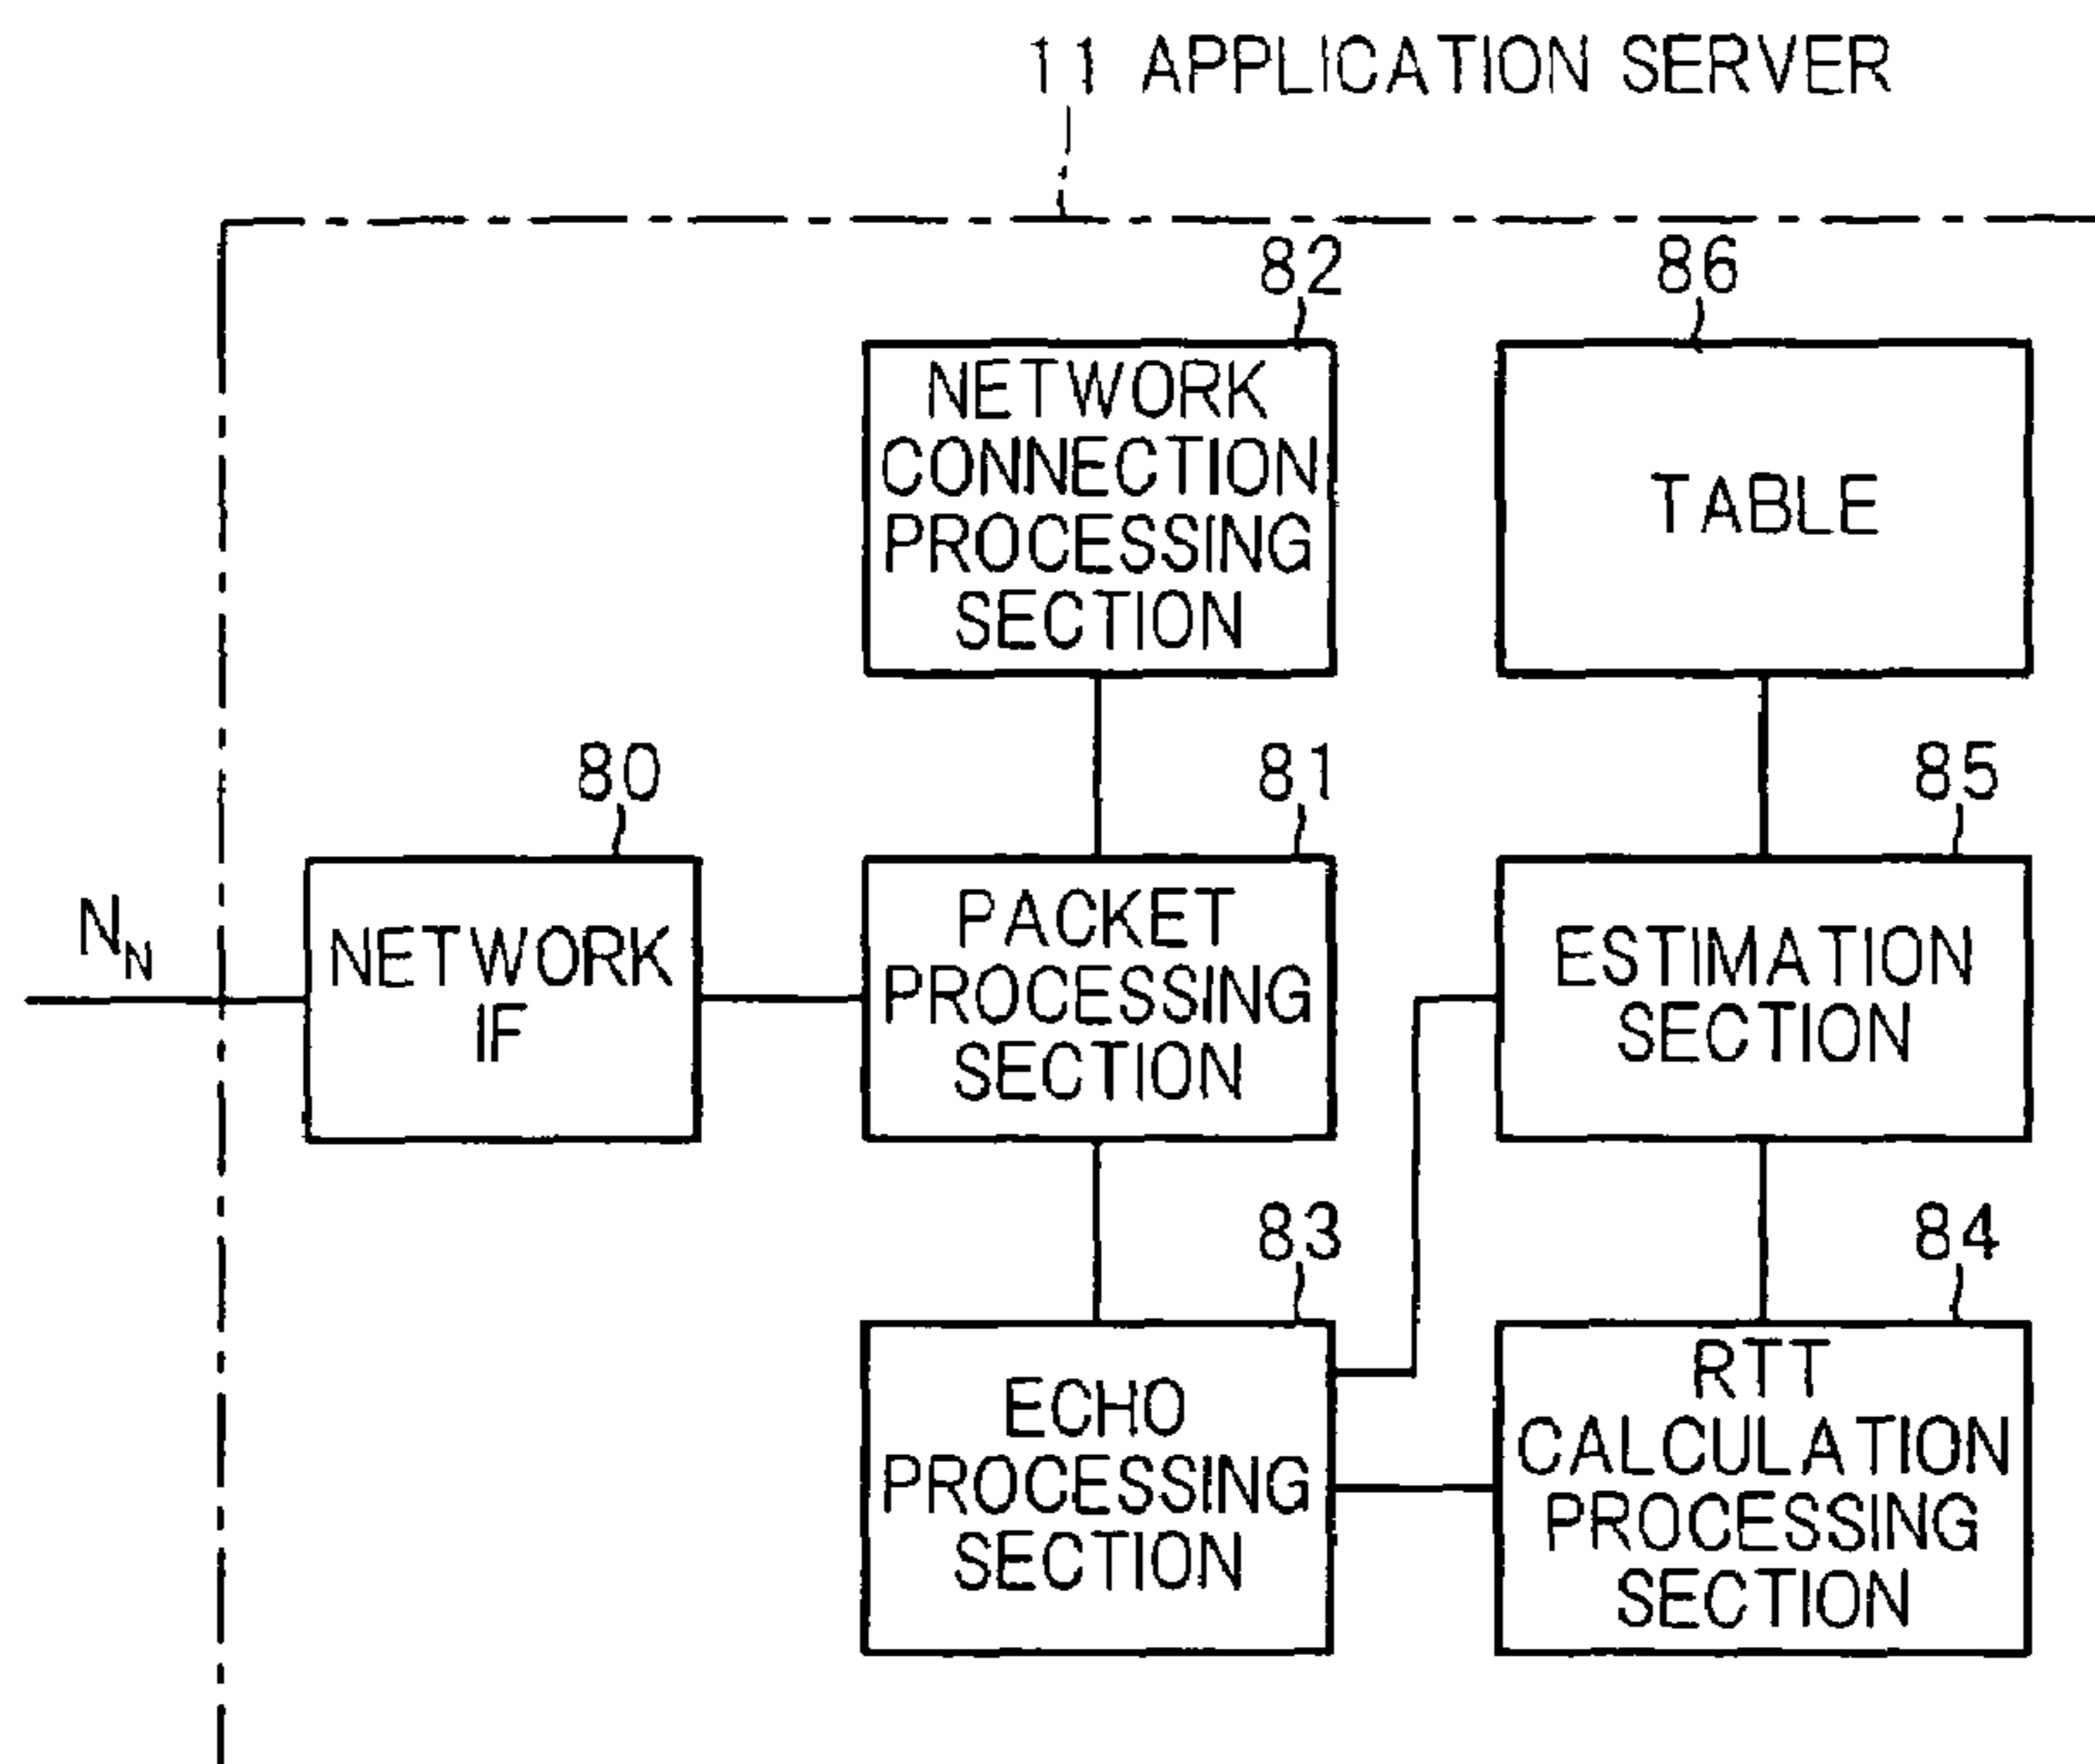 11 APPLICATION SERVER
82
NETWORK
CONNECTION
PROCESSING
SECTION
86
TABLE
80
NETWORK
IF
N_N
81
PACKET
PROCESSING
SECTION
85
ESTIMATION
SECTION
83
ECHO
PROCESSING
SECTION
84
RTT
CALCULATION
PROCESSING
SECTION